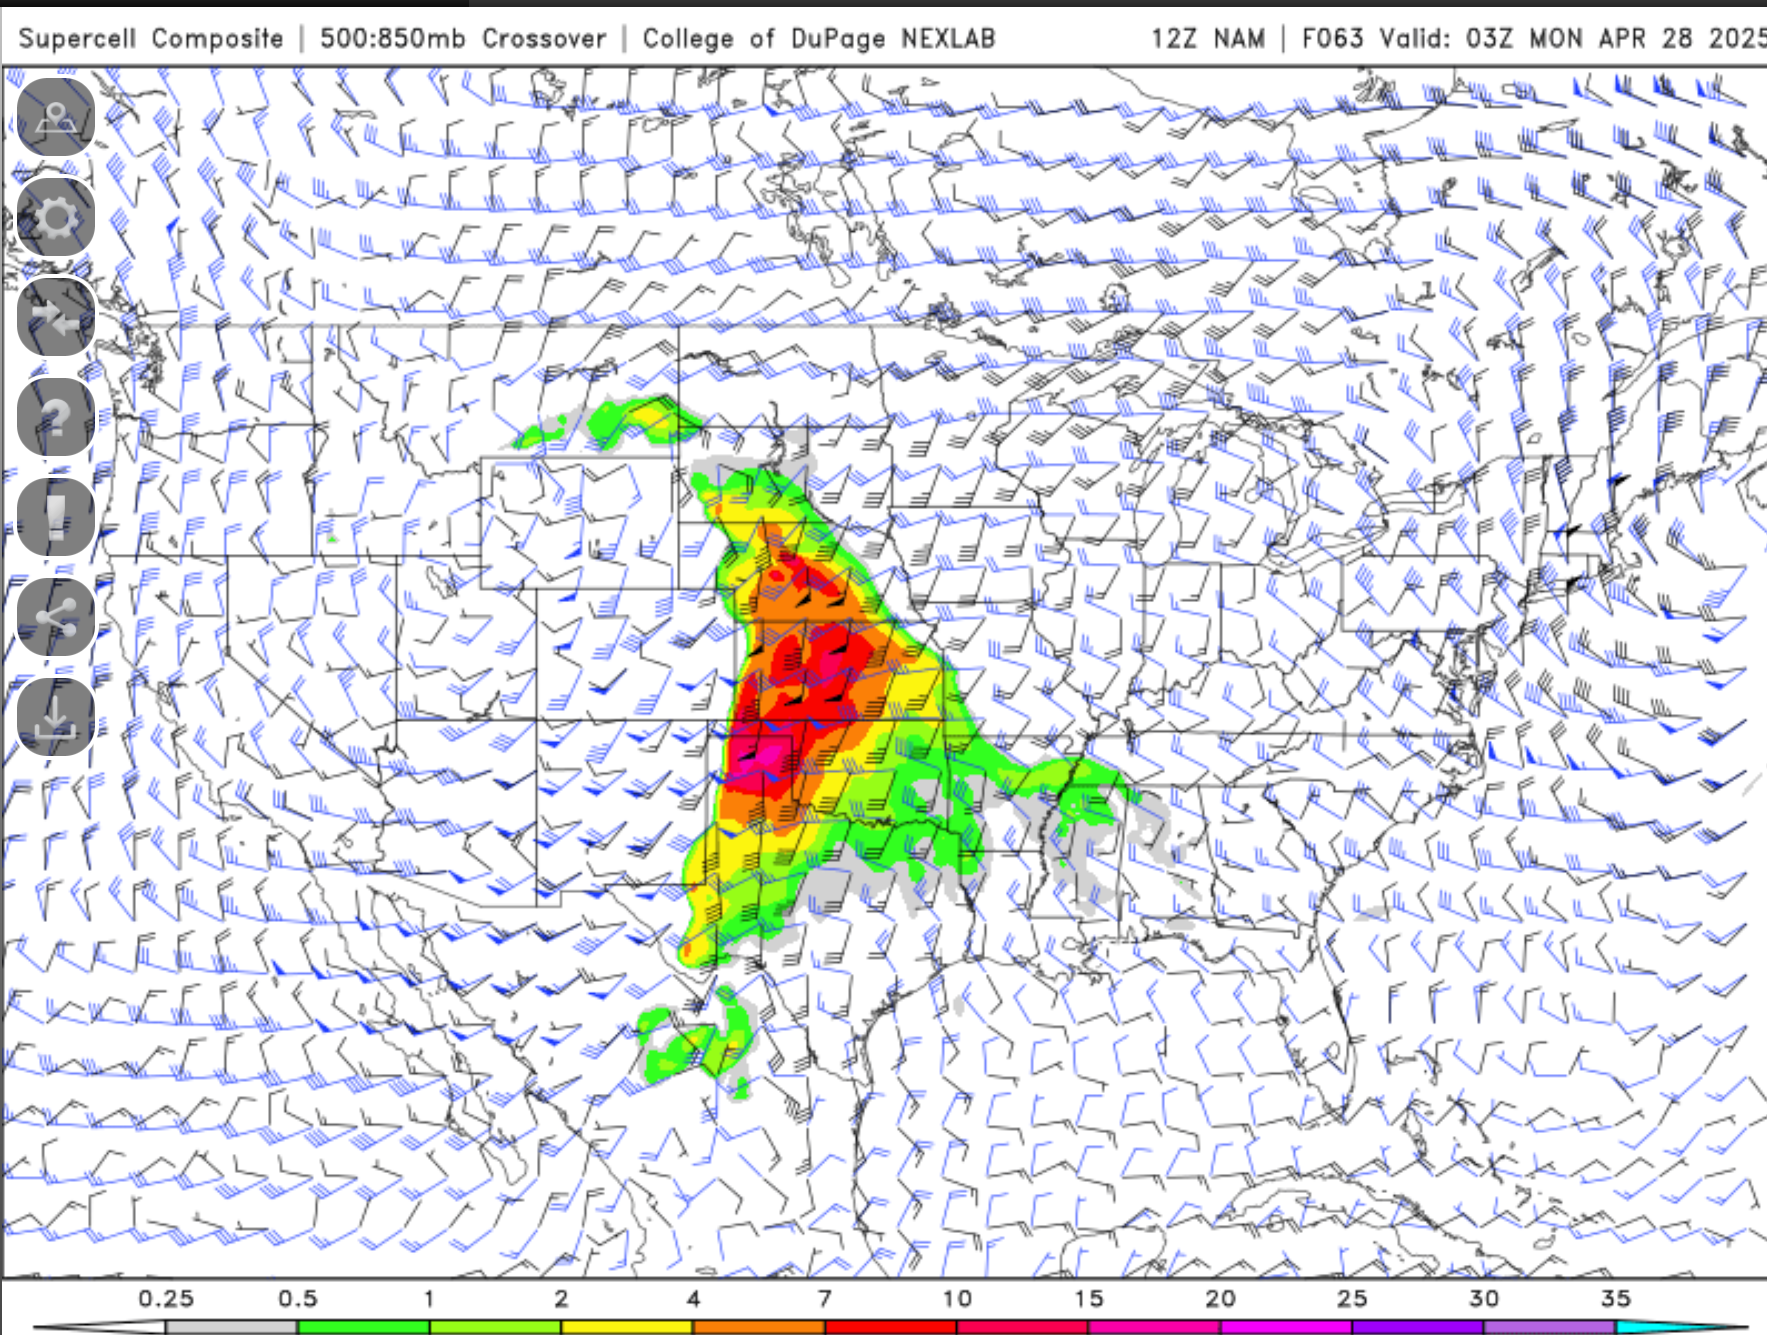 Supercell Composite | 500:850mb Crossover | College of DuPage NEXLAB 12Z NAM | F063 Valid: 03Z MON APR 28 2025
?
!
0.25 0.5 1 2 4 7 10 15 20 25 30 35